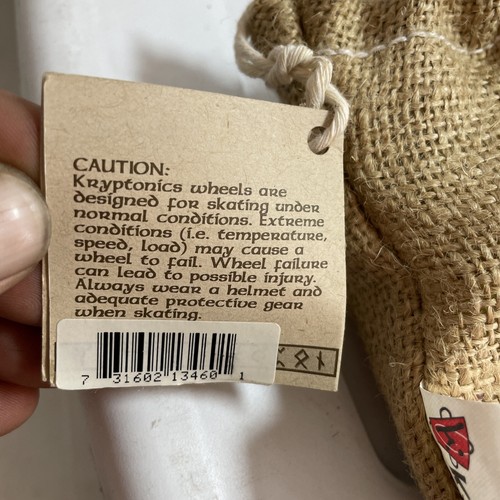 CAUTION:
Kryptonics wheels are
designed for skating under
normal conditions. Extreme
conditions (i.e. temperature,
speed, load) may cause a
wheel to fail. Wheel failure
can lead to possible injury.
Always wear a helmet and
adequate protective gear
when skating.
7 31602 13460 1